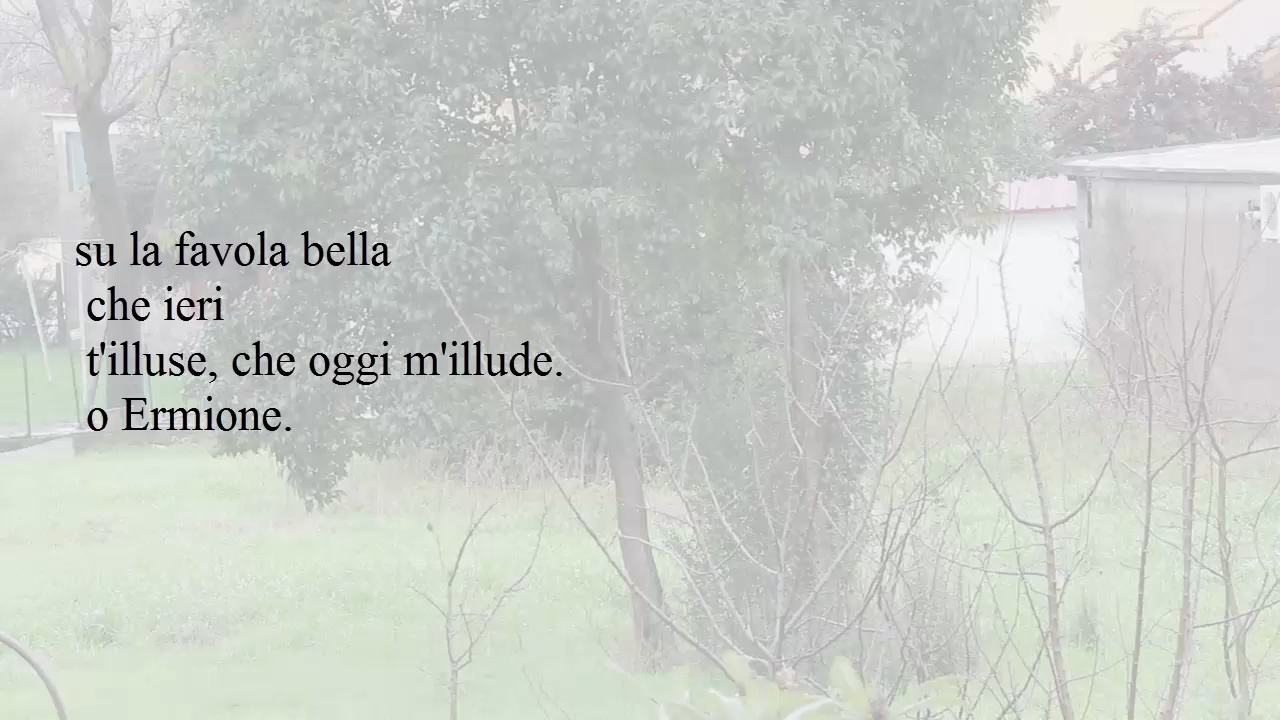 su la favola bella
che ieri
t'illuse, che oggi m'illude.
o Ermione.